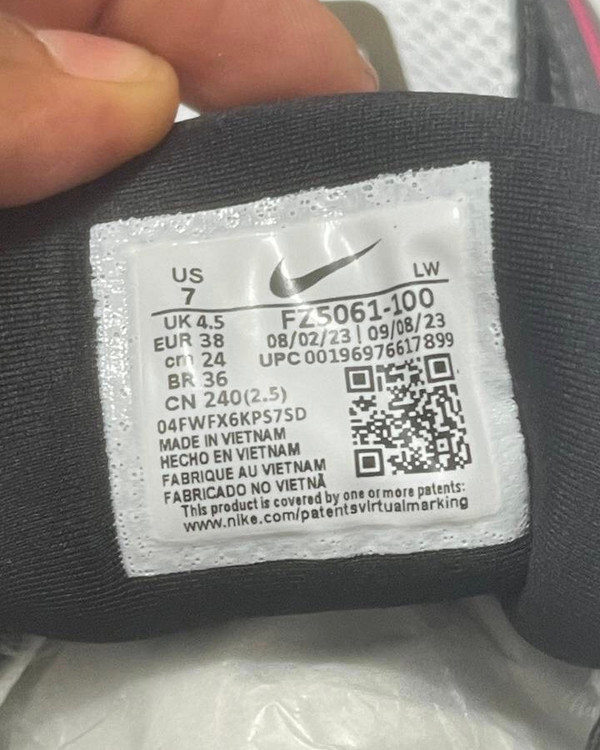 US
7
LW
UK 4.5
EUR 38
cm 24
BR 36
CN 240(2.5)
FZ5061-100
08/02/23 | 09/08/23
UPC 00196976617899
04FWFX6KPS7SD
MADE IN VIETNAM
HECHO EN VIETNAM
FABRIQUE AU VIETNAM
FABRICADO NO VIETNÃ
This product is covered by one or more patents:
www.nike.com/patentsvirtualmarking